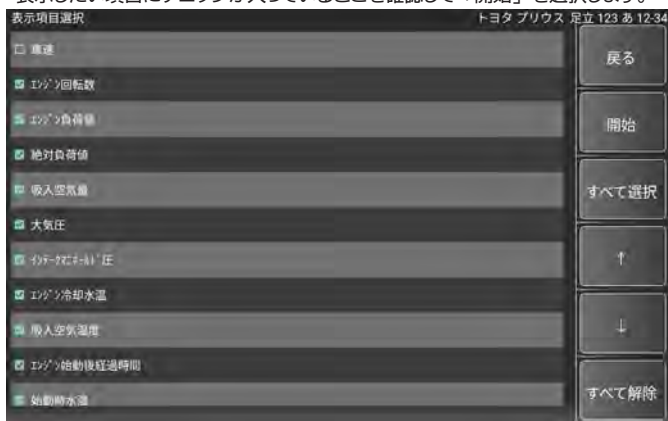 表示したい項目にチェックが入っていることを確認して「開始」を選択します。
表示項目選択
トヨタ プリウス 足立 123 あ 12-34
車速
エンジン回転数
エンジン負荷値
絶対負荷値
吸入空気量
大気圧
インテークマニホールド圧
エンジン冷却水温
吸入空気温度
エンジン始動後経過時間
始動時水温
戻る
開始
すべて選択
↑
↓
すべて解除